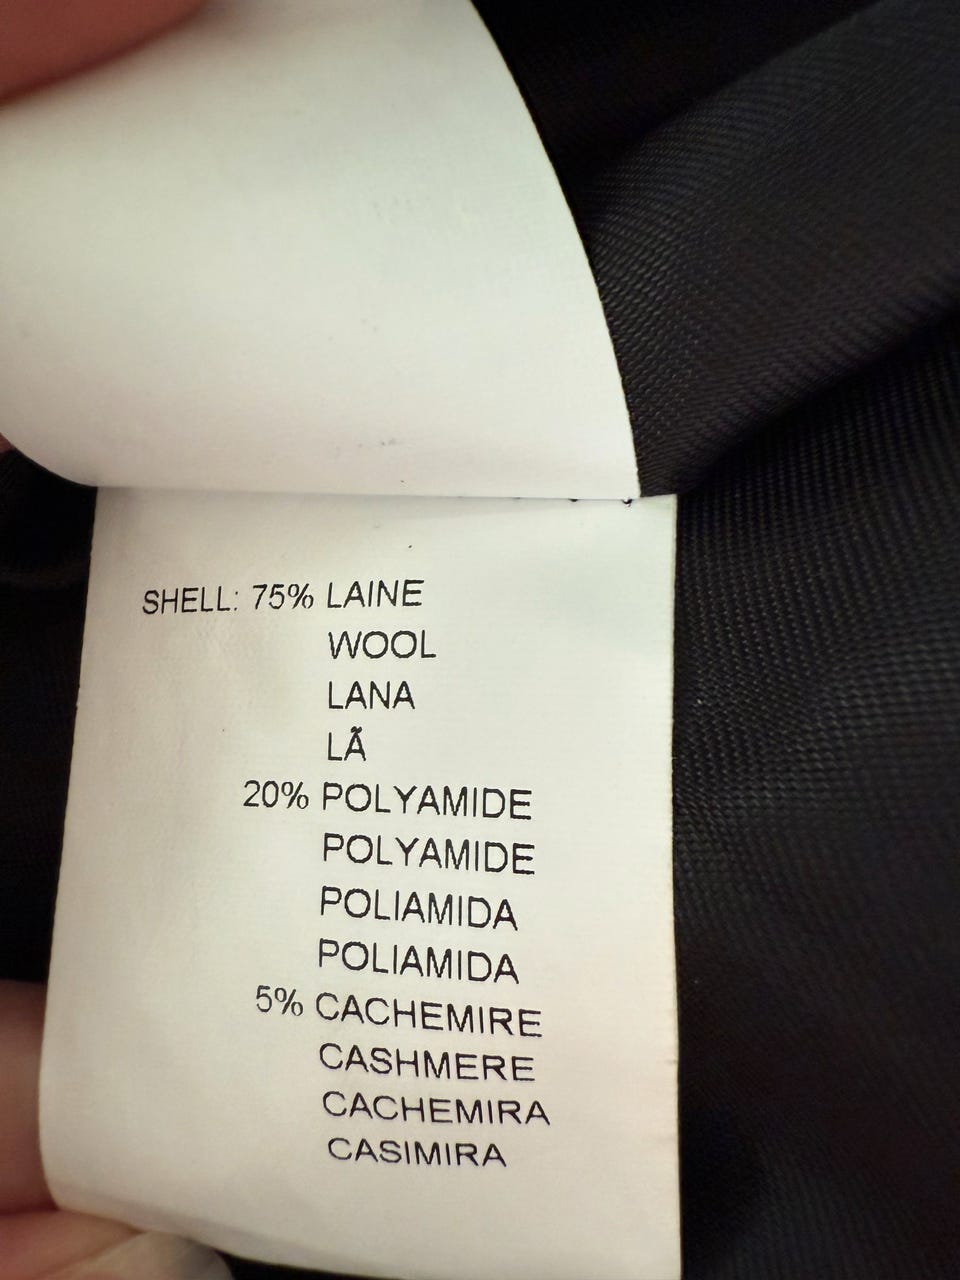 SHELL: 75% LAINE
WOOL
LANA
LÃ
20% POLYAMIDE
POLYAMIDE
POLIAMIDA
POLIAMIDA
5% CACHEMIRE
CASHMERE
CACHEMIRA
CASIMIRA